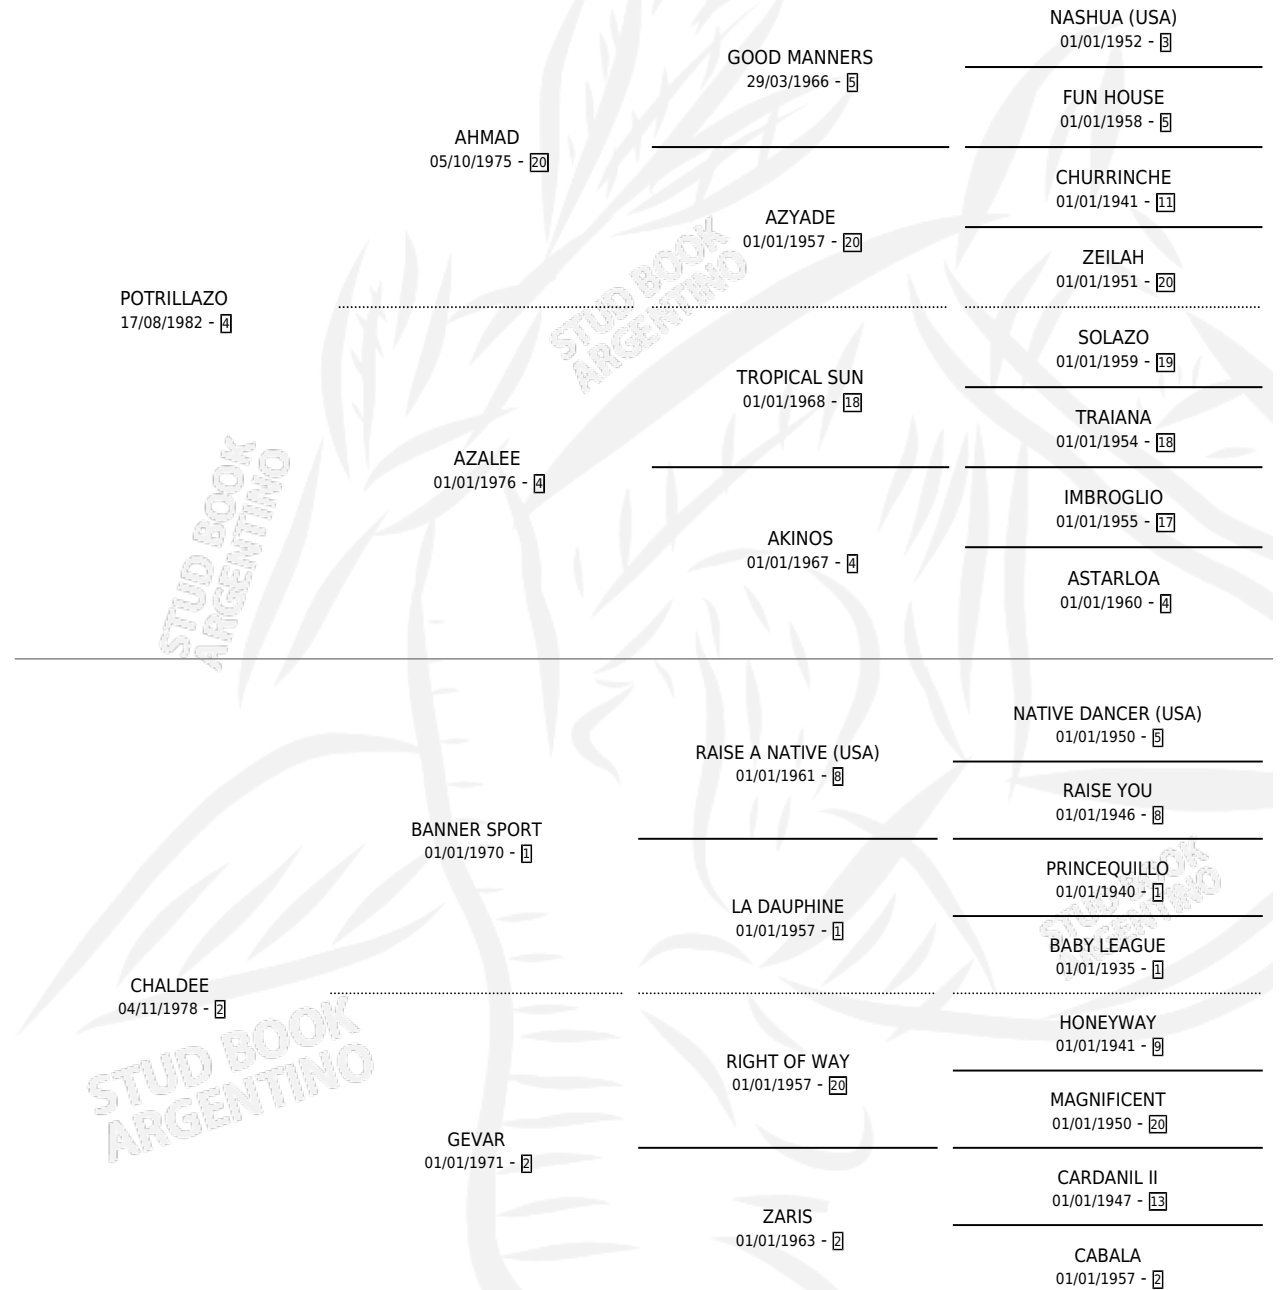 NASHUA (USA)
01/01/1952 - 3
GOOD MANNERS
29/03/1966 - 5
FUN HOUSE
01/01/1958 - 5
AHMAD
05/10/1975 - 20
CHURRINCHE
01/01/1941 - 11
AZYADE
01/01/1957 - 20
ZEILAH
01/01/1951 - 20
POTRILLAZO
17/08/1982 - 4
STUD BOOK
ARGENTINO
SOLAZO
01/01/1959 - 19
TROPICAL SUN
01/01/1968 - 18
TRAIANA
01/01/1954 - 18
AZALEE
01/01/1976 - 4
IMBROGLIO
01/01/1955 - 17
AKINOS
01/01/1967 - 4
ASTARLOA
01/01/1960 - 4
STUD BOOK
ARGENTINO
NATIVE DANCER (USA)
01/01/1950 - 5
RAISE A NATIVE (USA)
01/01/1961 - 8
RAISE YOU
01/01/1946 - 8
BANNER SPORT
01/01/1970 - 1
PRINCEQUILLO
01/01/1940 - 1
LA DAUPHINE
01/01/1957 - 1
STUD BOOK
ARGENTINO
BABY LEAGUE
01/01/1935 - 1
CHALDEE
04/11/1978 - 2
HONEYWAY
01/01/1941 - 9
RIGHT OF WAY
01/01/1957 - 20
STUD BOOK
ARGENTINO
MAGNIFICENT
01/01/1950 - 20
GEVAR
01/01/1971 - 2
CARDANIL II
01/01/1947 - 13
ZARIS
01/01/1963 - 2
CABALA
01/01/1957 - 2